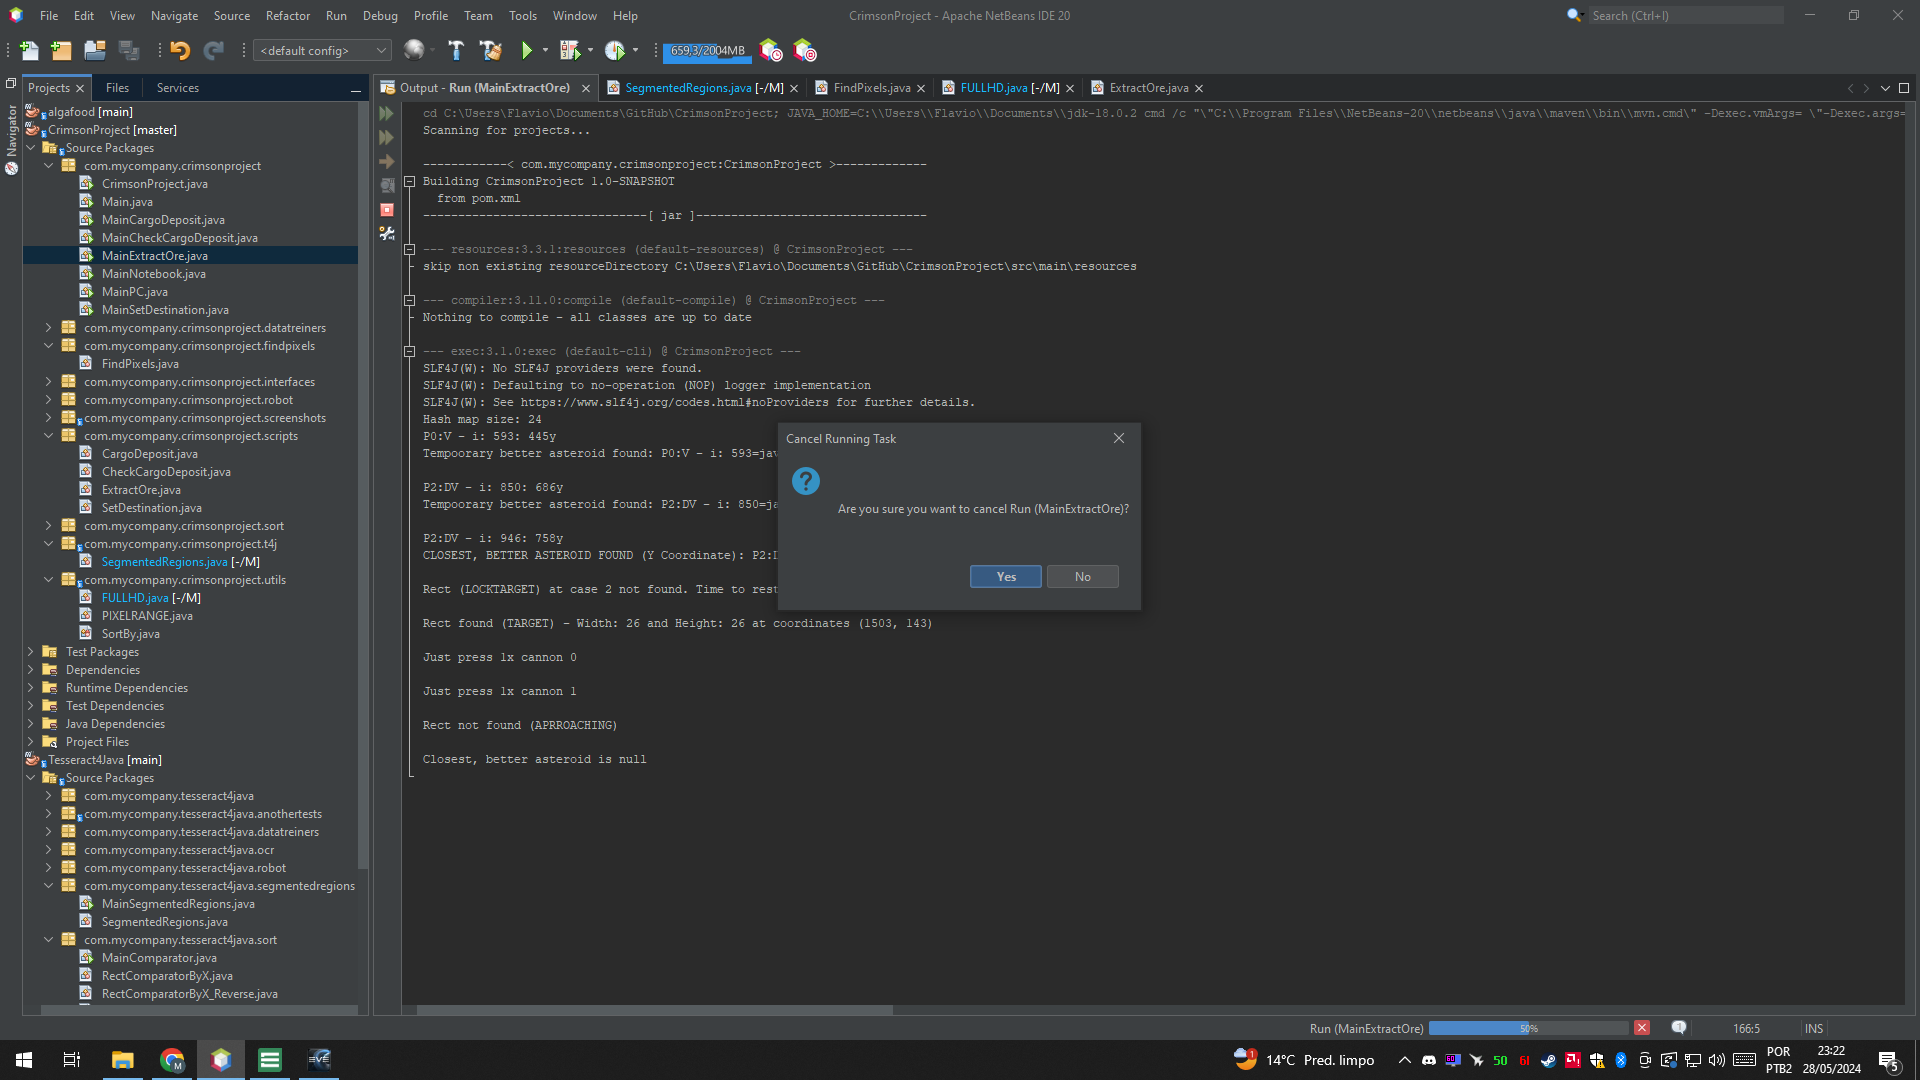 File Edit View Navigate Source Refactor Run Debug Profile Team Tools Window Help
CrimsonProject - Apache NetBeans IDE 20
Search (Ctrl+I)
<default config>
659,3/2004MB
Projects Files Services
Output - Run (MainExtractOre) SegmentedRegions.java [-/M] FindPixels.java FULLHD.java [-/M] ExtractOre.java
Navigator
algafood [main]
CrimsonProject [master]
Source Packages
com.mycompany.crimsonproject
CrimsonProject.java
Main.java
MainCargoDeposit.java
MainCheckCargoDeposit.java
MainExtractOre.java
MainNotebook.java
MainPC.java
MainSetDestination.java
com.mycompany.crimsonproject.datatreiners
com.mycompany.crimsonproject.findpixels
FindPixels.java
com.mycompany.crimsonproject.interfaces
com.mycompany.crimsonproject.robot
com.mycompany.crimsonproject.screenshots
com.mycompany.crimsonproject.scripts
CargoDeposit.java
CheckCargoDeposit.java
ExtractOre.java
SetDestination.java
com.mycompany.crimsonproject.sort
com.mycompany.crimsonproject.t4j
SegmentedRegions.java [-/M]
com.mycompany.crimsonproject.utils
FULLHD.java [-/M]
PIXELRANGE.java
SortBy.java
Test Packages
Dependencies
Runtime Dependencies
Test Dependencies
Java Dependencies
Project Files
Tesseract4Java [main]
Source Packages
com.mycompany.tesseract4java
com.mycompany.tesseract4java.anothertests
com.mycompany.tesseract4java.datatreiners
com.mycompany.tesseract4java.ocr
com.mycompany.tesseract4java.robot
com.mycompany.tesseract4java.segmentedregions
MainSegmentedRegions.java
SegmentedRegions.java
com.mycompany.tesseract4java.sort
MainComparator.java
RectComparatorByX.java
RectComparatorByX_Reverse.java
cd C:\Users\Flavio\Documents\GitHub\CrimsonProject; JAVA_HOME=C:\\Users\\Flavio\\Documents\\jdk-18.0.2 cmd /c "\"C:\\Program Files\\NetBeans-20\\netbeans\\java\\maven\\bin\\mvn.cmd\" -Dexec.vmArgs= \"-Dexec.args=
Scanning for projects...
------------< com.mycompany.crimsonproject:CrimsonProject >-------------
Building CrimsonProject 1.0-SNAPSHOT
from pom.xml
--------------------------------[ jar ]---------------------------------
--- resources:3.3.1:resources (default-resources) @ CrimsonProject ---
skip non existing resourceDirectory C:\Users\Flavio\Documents\GitHub\CrimsonProject\src\main\resources
--- compiler:3.11.0:compile (default-compile) @ CrimsonProject ---
Nothing to compile - all classes are up to date
--- exec:3.1.0:exec (default-cli) @ CrimsonProject ---
SLF4J(W): No SLF4J providers were found.
SLF4J(W): Defaulting to no-operation (NOP) logger implementation
SLF4J(W): See https://www.slf4j.org/codes.html#noProviders for further details.
Hash map size: 24
P0:V - i: 593: 445y
Tempoorary better asteroid found: P0:V - i: 593=jav
P2:DV - i: 850: 686y
Tempoorary better asteroid found: P2:DV - i: 850=ja
P2:DV - i: 946: 758y
CLOSEST, BETTER ASTEROID FOUND (Y Coordinate): P2:D
Rect (LOCKTARGET) at case 2 not found. Time to rest
Rect found (TARGET) - Width: 26 and Height: 26 at coordinates (1503, 143)
Just press 1x cannon 0
Just press 1x cannon 1
Rect not found (APRROACHING)
Closest, better asteroid is null
Cancel Running Task
Are you sure you want to cancel Run (MainExtractOre)?
Yes No
Run (MainExtractOre) 50% 166:5 INS
14°C Pred. limpo
50 61
POR
PTB2
23:22
28/05/2024
5